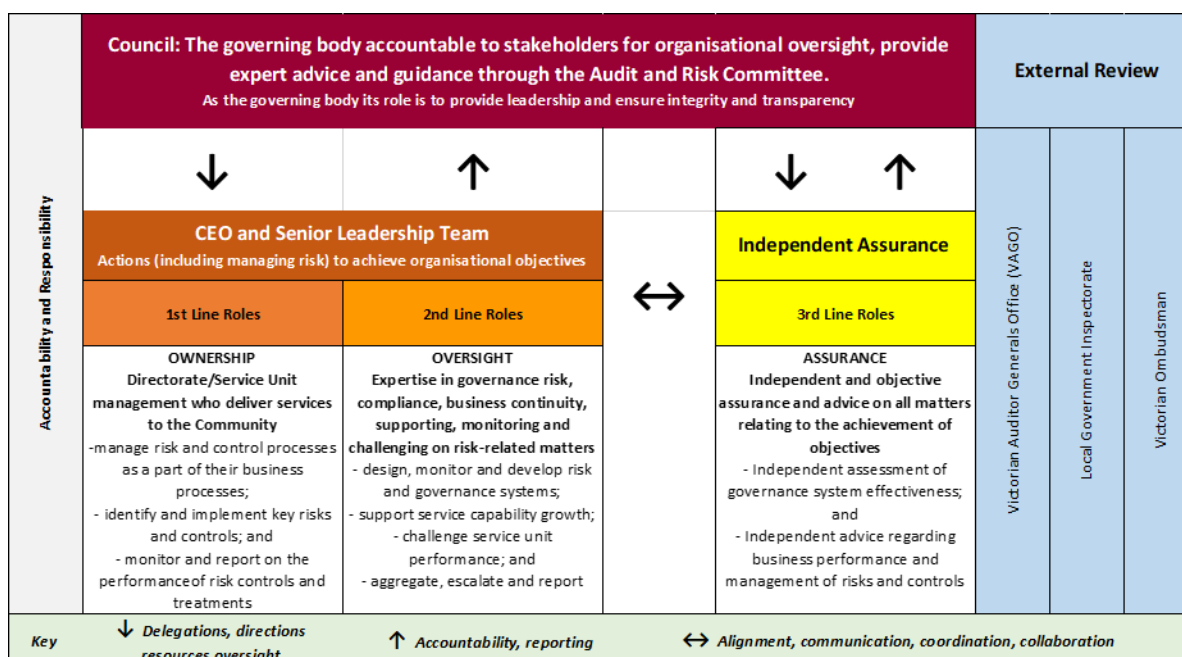 Council: The governing body accountable to stakeholders for organisational oversight, provide
expert advice and guidance through the Audit and Risk Committee.
As the governing body its role is to provide leadership and ensure integrity and transparency
External Review
Accountability and Responsibility
↓
↑
↓ ↑
CEO and Senior Leadership Team
Actions (including managing risk) to achieve organisational objectives
↔
Independent Assurance
1st Line Roles
2nd Line Roles
3rd Line Roles
OWNERSHIP
Directorate/Service Unit
management who deliver services
to the Community
-manage risk and control processes
as a part of their business
processes;
- identify and implement key risks
and controls; and
- monitor and report on the
performance of risk controls and
treatments
OVERSIGHT
Expertise in governance risk,
compliance, business continuity,
supporting, monitoring and
challenging on risk-related matters
- design, monitor and develop risk
and governance systems;
- support service capability growth;
- challenge service unit
performance; and
- aggregate, escalate and report
ASSURANCE
Independent and objective
assurance and advice on all matters
relating to the achievement of
objectives
- Independent assessment of
governance system effectiveness;
and
- Independent advice regarding
business performance and
management of risks and controls
Victorian Auditor Generals Office (VAGO)
Local Government Inspectorate
Victorian Ombudsman
Key
↓ Delegations, directions
resources oversight
↑ Accountability, reporting
↔ Alignment, communication, coordination, collaboration